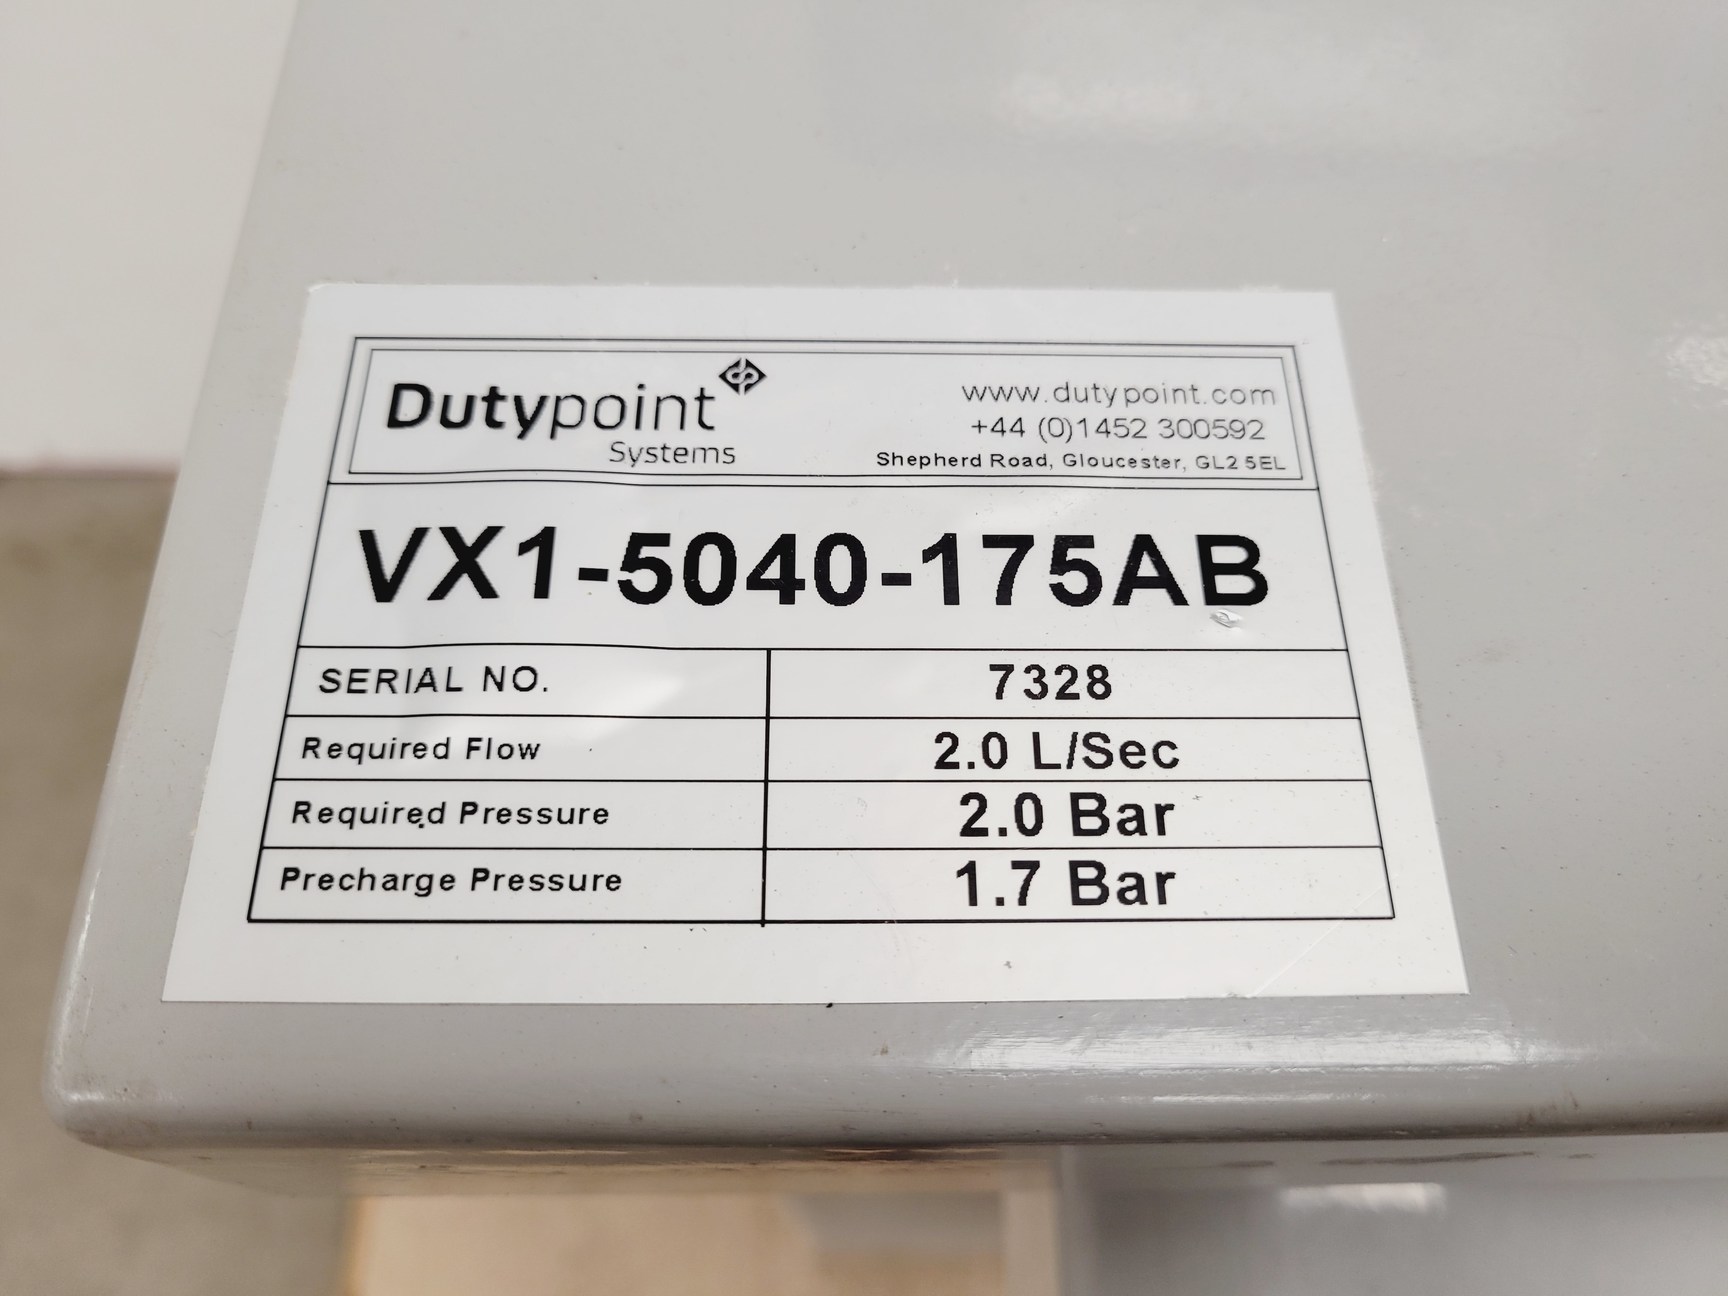 Dutypoint
Systems
www.dutypoint.com
+44 (0)1452 300592
Shepherd Road, Gloucester, GL2 5EL
VX1-5040-175AB
SERIAL NO. 7328
Required Flow 2.0 L/Sec
Required Pressure 2.0 Bar
Precharge Pressure 1.7 Bar